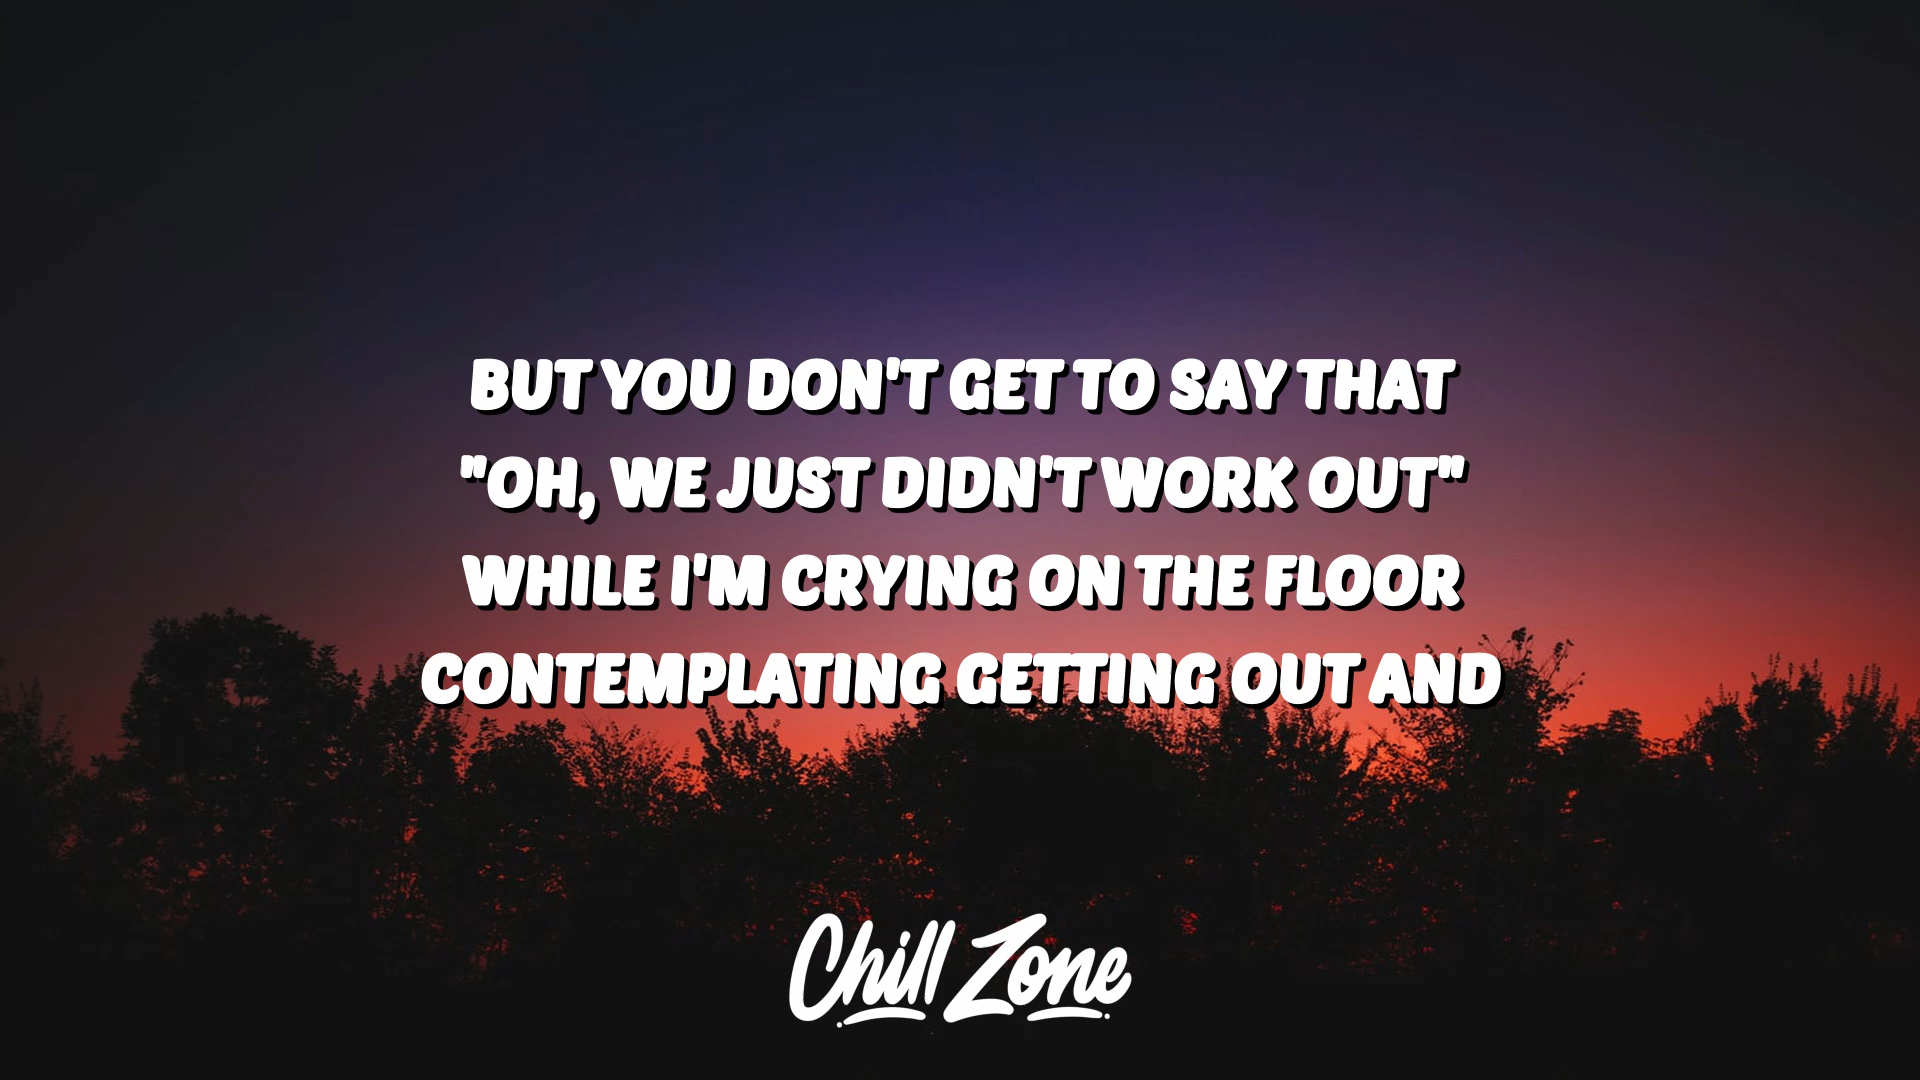 BUT YOU DON'T GET TO SAY THAT
"OH, WE JUST DIDN'T WORK OUT"
WHILE I'M CRYING ON THE FLOOR
CONTEMPLATING GETTING OUT AND
Chill Zone